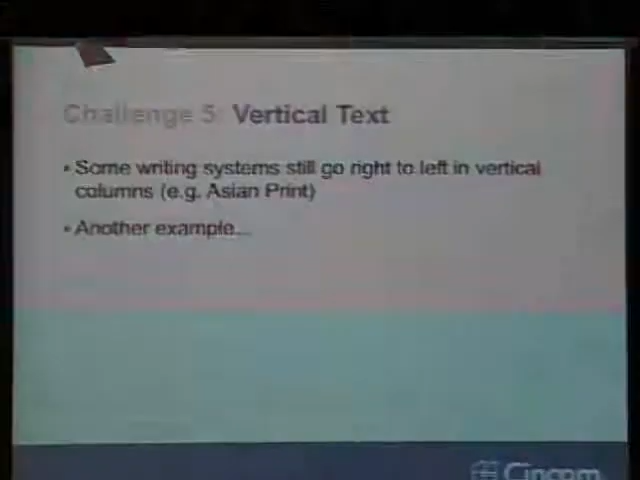 Challenge 5: Vertical Text
• Some writing systems still go right to left in vertical
columns (e.g. Asian Print)
• Another example...
Cincom